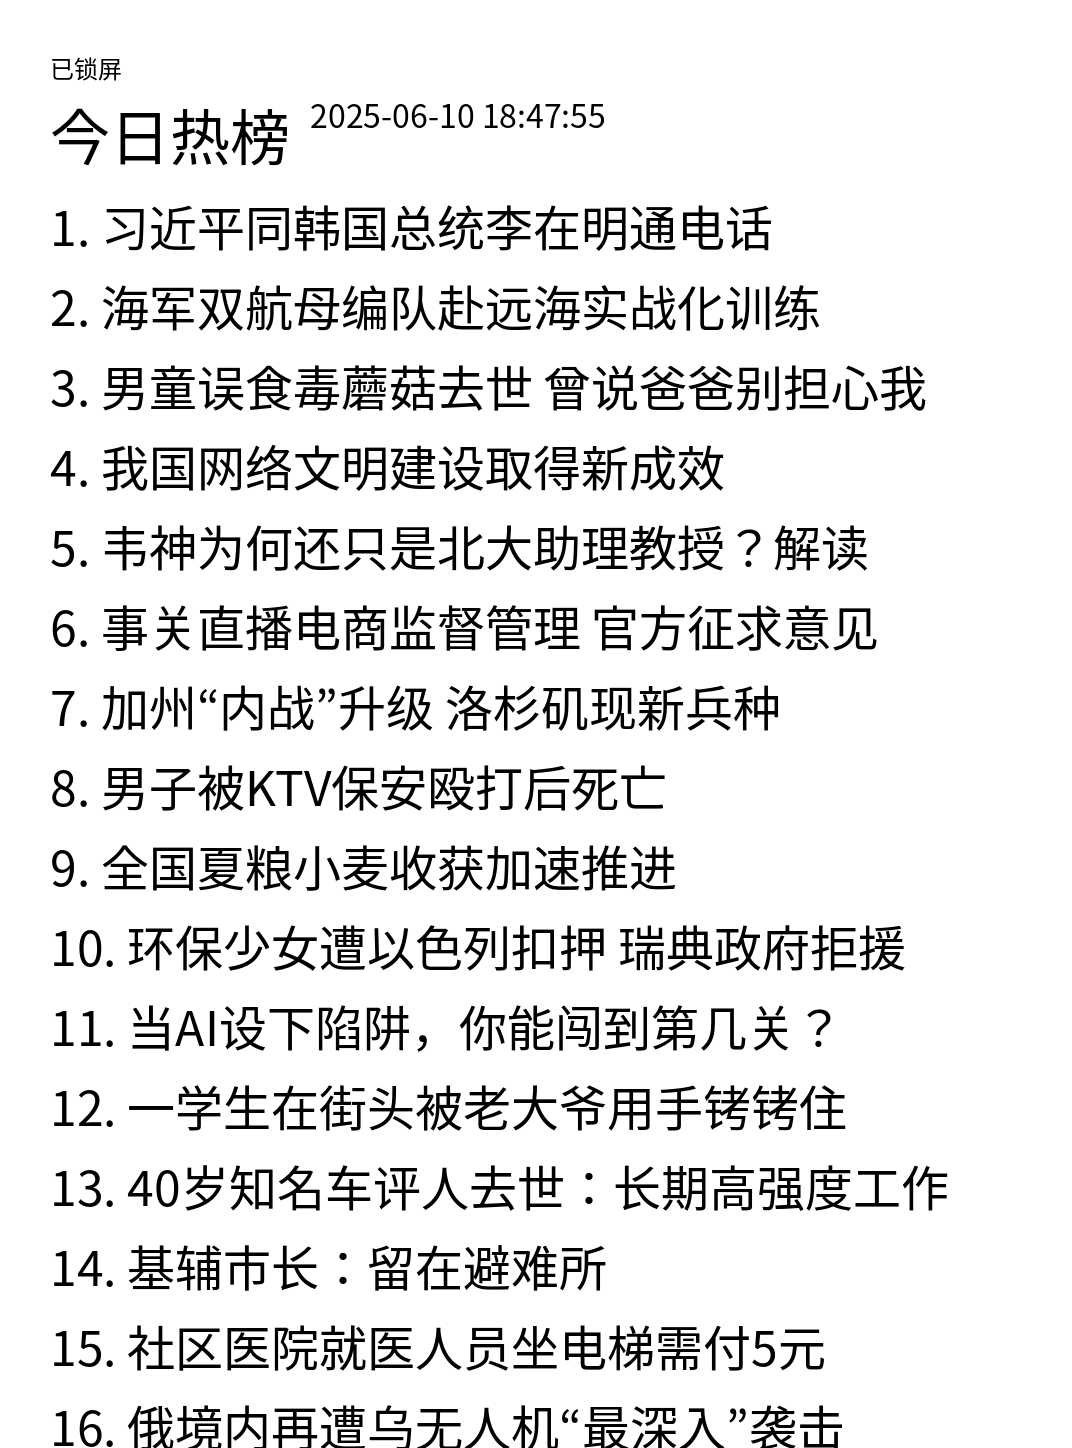 已锁屏
今日热榜 2025-06-10 18:47:55
1. 习近平同韩国总统李在明通电话
2. 海军双航母编队赴远海实战化训练
3. 男童误食毒蘑菇去世 曾说爸爸别担心我
4. 我国网络文明建设取得新成效
5. 韦神为何还只是北大助理教授？解读
6. 事关直播电商监督管理 官方征求意见
7. 加州“内战”升级 洛杉矶现新兵种
8. 男子被KTV保安殴打后死亡
9. 全国夏粮小麦收获加速推进
10. 环保少女遭以色列扣押 瑞典政府拒援
11. 当AI设下陷阱，你能闯到第几关？
12. 一学生在街头被老大爷用手铐铐住
13. 40岁知名车评人去世：长期高强度工作
14. 基辅市长：留在避难所
15. 社区医院就医人员坐电梯需付5元
16. 俄境内再遭乌无人机“最深入”袭击